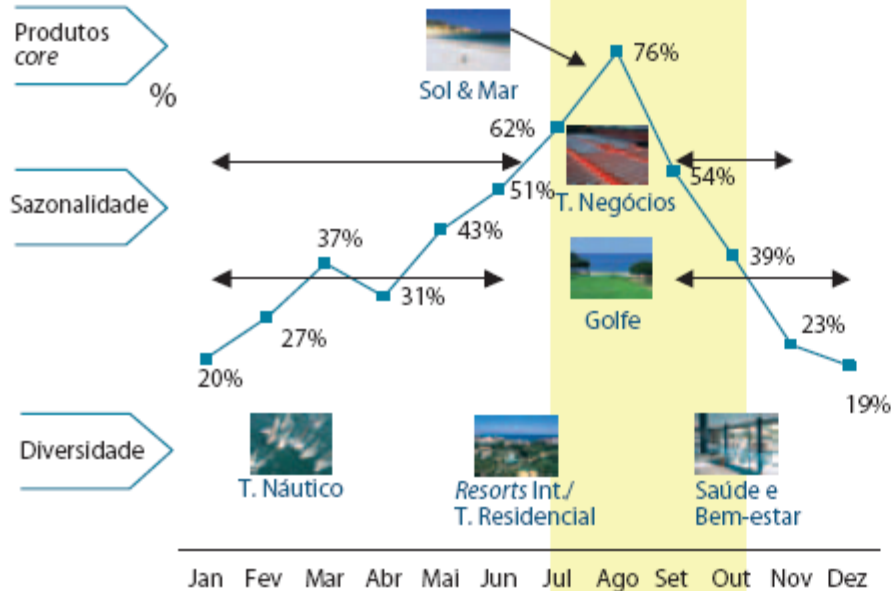 Produtos
core
%
Sol & Mar
76%
62%
Sazonalidade
51%
T. Negócios
54%
37%
43%
39%
31%
Golfe
27%
23%
20%
19%
Diversidade
T. Náutico
Resorts Int./
T. Residencial
Saúde e
Bem-estar
Jan Fev Mar Abr Mai Jun Jul Ago Set Out Nov Dez